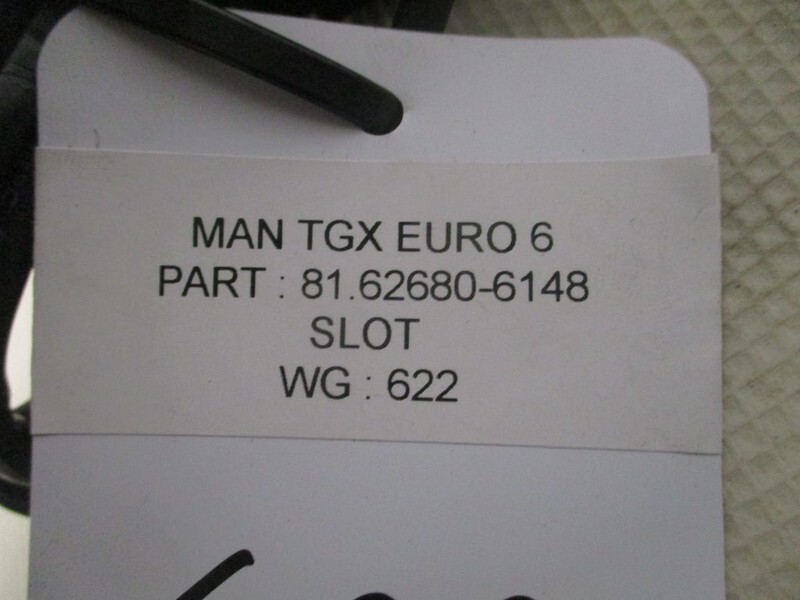 MAN TGX EURO 6
PART : 81.62680-6148
SLOT
WG : 622